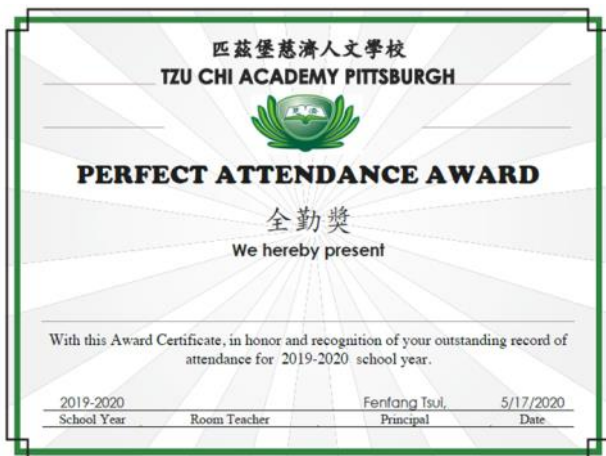 匹茲堡慈濟人文學校
TZU CHI ACADEMY PITTSBURGH
PERFECT ATTENDANCE AWARD
全勤獎
We hereby present
With this Award Certificate, in honor and recognition of your outstanding record of
attendance for 2019-2020 school year.
2019-2020 Fenfang Tsui, 5/17/2020
School Year Room Teacher Principal Date